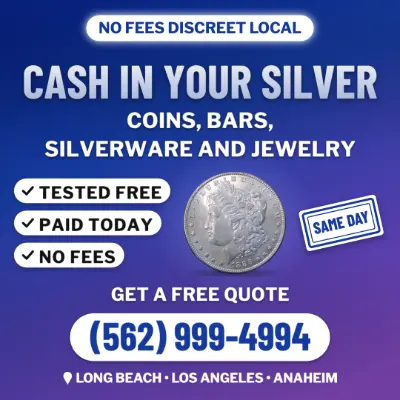 NO FEES DISCREET LOCAL
CASH IN YOUR SILVER
COINS, BARS,
SILVERWARE AND JEWELRY
✓ TESTED FREE
✓ PAID TODAY
✓ NO FEES
SAME DAY
GET A FREE QUOTE
(562) 999-4994
LONG BEACH • LOS ANGELES • ANAHEIM